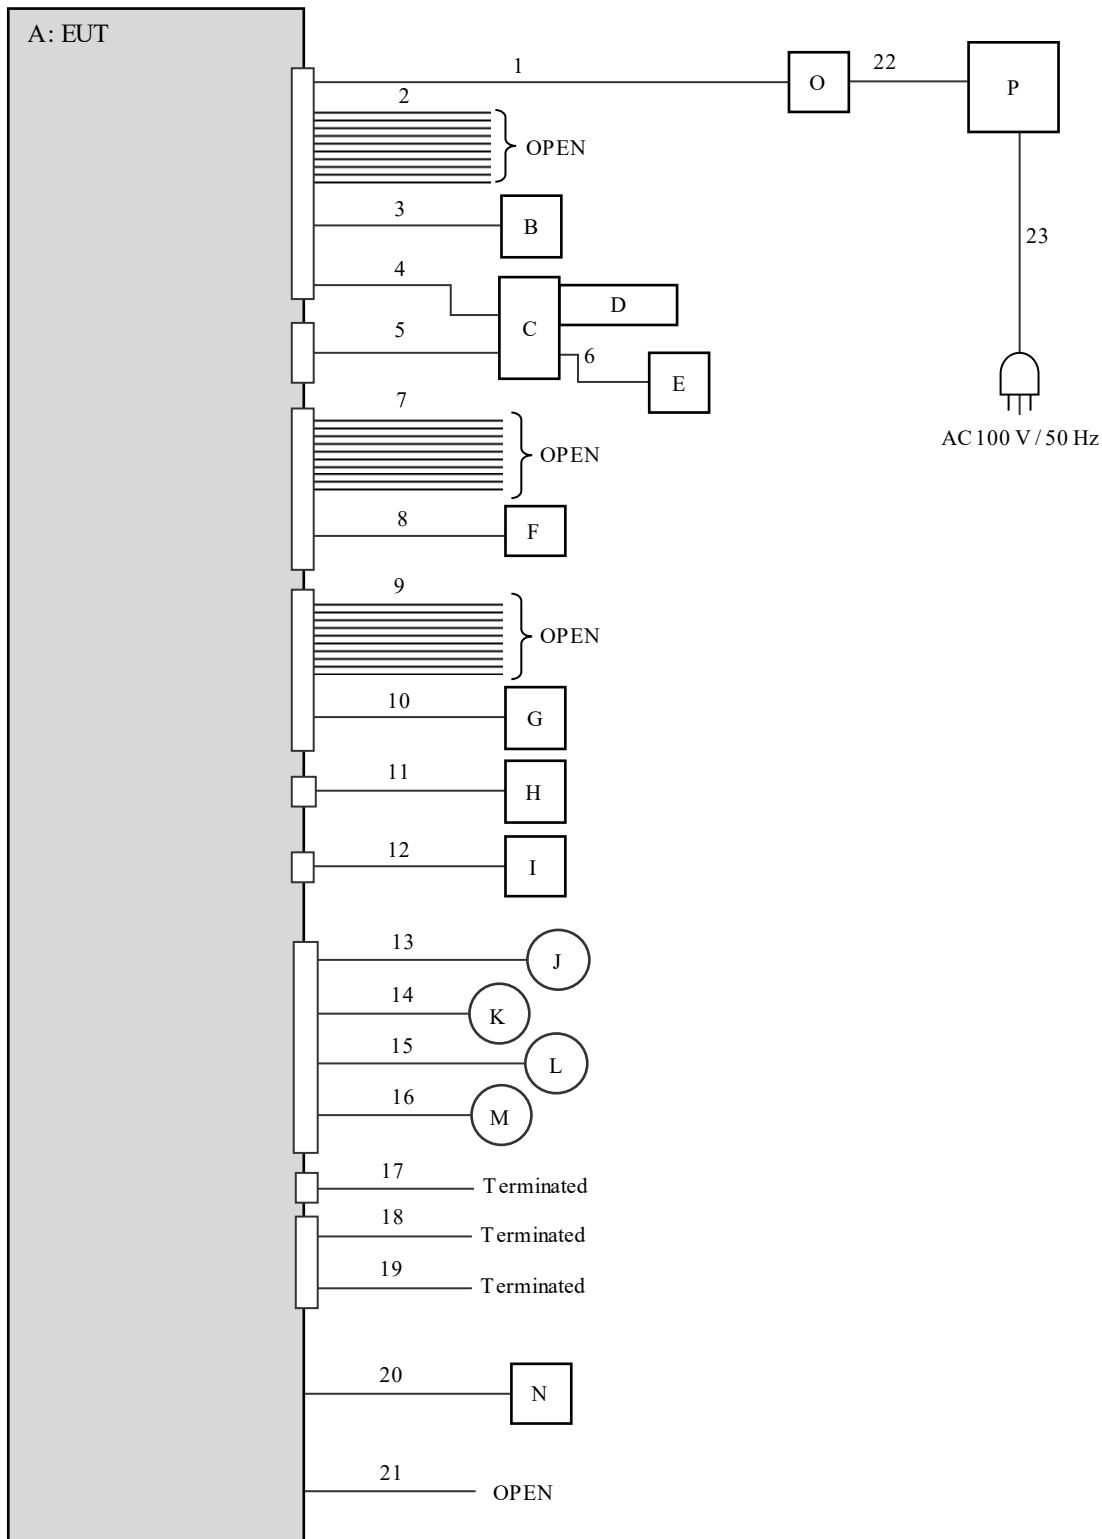 A: EUT
1
O
22
P
2
OPEN
3
B
23
4
C
D
5
6
E
AC 100 V / 50 Hz
7
OPEN
8
F
9
OPEN
10
G
11
H
12
I
13
J
14
K
15
L
16
M
17
Terminated
18
Terminated
19
Terminated
20
N
21
OPEN